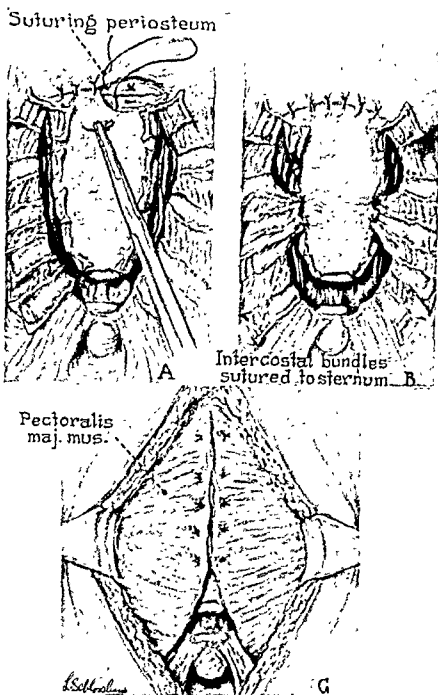 Suturing periosteum
A
Intercostal bundles
sutured to sternum
B
Pectoralis
maj. mus.
C